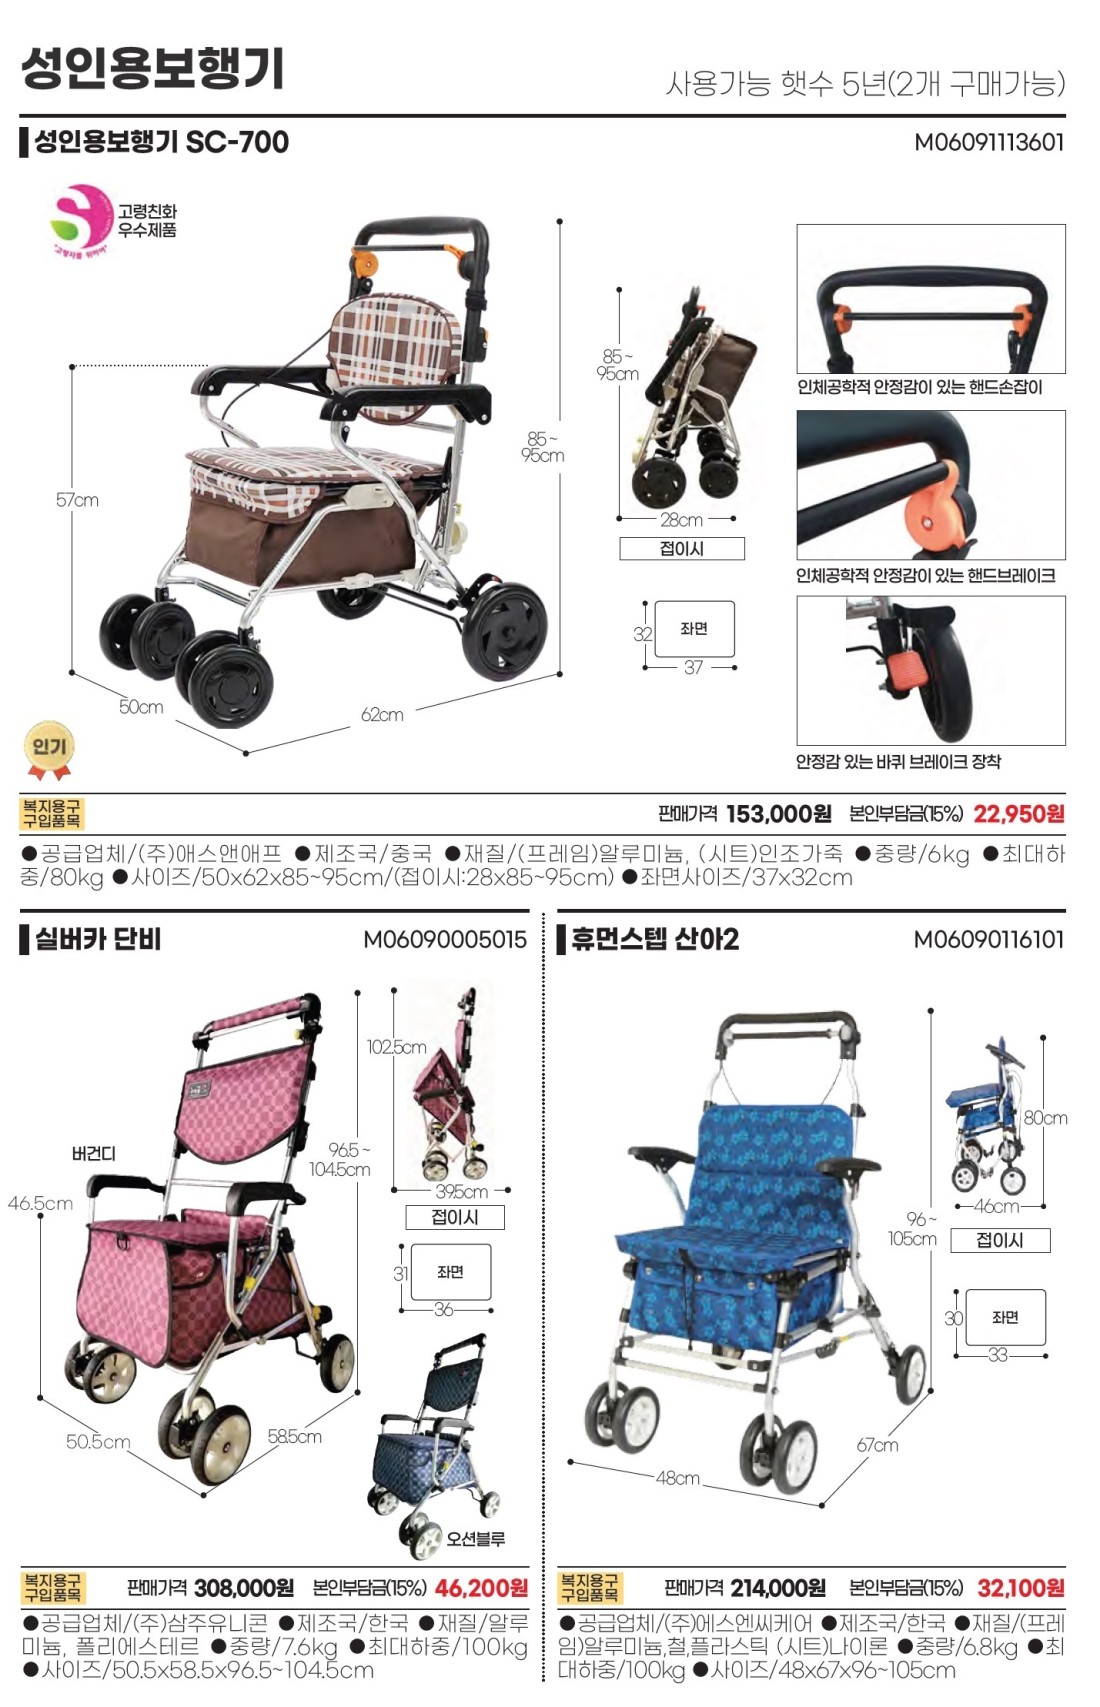 성인용보행기
사용가능 햇수 5년(2개 구매가능)
성인용보행기 SC-700
M06091113601
고령친화
우수제품
"고령자를 위하여"
57cm
50cm
62cm
85~
95cm
85~
95cm
28cm
접이시
32
좌면
37
인체공학적 안정감이 있는 핸드손잡이
인체공학적 안정감이 있는 핸드브레이크
안정감 있는 바퀴 브레이크 장착
인기
복지용구
구입품목
판매가격 153,000원 본인부담금(15%) 22,950원
●공급업체/(주)애스앤애프 ●제조국/중국 ●재질/(프레임)알루미늄, (시트)인조가죽 ●중량/6kg ●최대하
중/80kg ●사이즈/50x62x85~95cm/(접이시:28x85~95cm) ●좌면사이즈/37x32cm
실버카 단비
M06090005015
버건디
46.5cm
50.5cm
58.5cm
96.5~
104.5cm
102.5cm
39.5cm
접이시
31
좌면
36
오션블루
복지용구
구입품목
판매가격 308,000원 본인부담금(15%) 46,200원
●공급업체/(주)삼주유니콘 ●제조국/한국 ●재질/알루
미늄, 폴리에스테르 ●중량/7.6kg ●최대하중/100kg
●사이즈/50.5x58.5x96.5~104.5cm
휴먼스텝 산아2
M06090116101
96~
105cm
48cm
67cm
80cm
46cm
접이시
30
좌면
33
복지용구
구입품목
판매가격 214,000원 본인부담금(15%) 32,100원
●공급업체/(주)에스엔씨케어 ●제조국/한국 ●재질/(프레
임)알루미늄,철,플라스틱 (시트)나이론 ●중량/6.8kg ●최
대하중/100kg ●사이즈/48x67x96~105cm